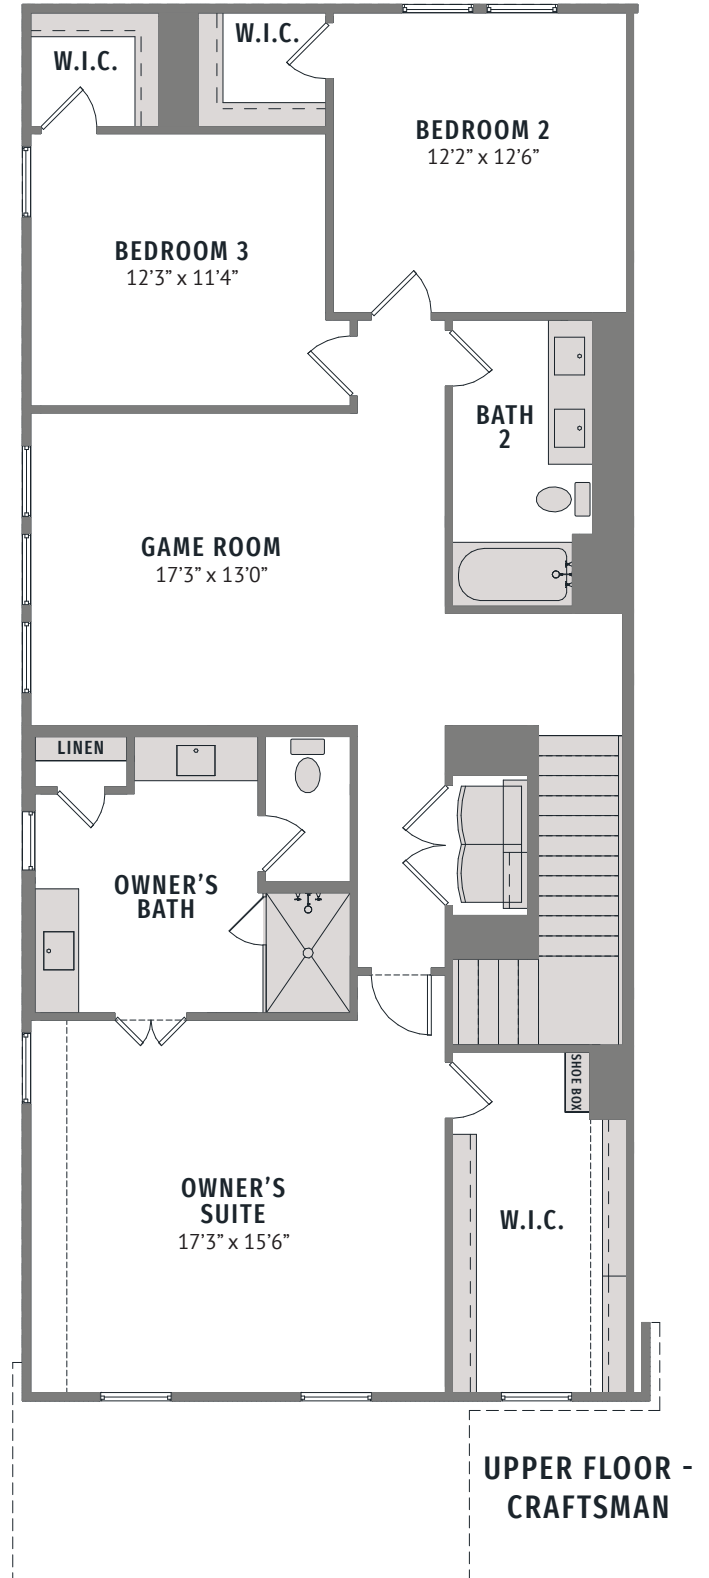 W.I.C.
W.I.C.
BEDROOM 2
12'2” x 12'6”
BEDROOM 3
12'3” x 11'4”
BATH
2
GAME ROOM
17'3” x 13'0”
LINEN
OWNER'S
BATH
SHOE BOX
OWNER'S
SUITE
17'3” x 15'6”
W.I.C.
UPPER FLOOR -
CRAFTSMAN